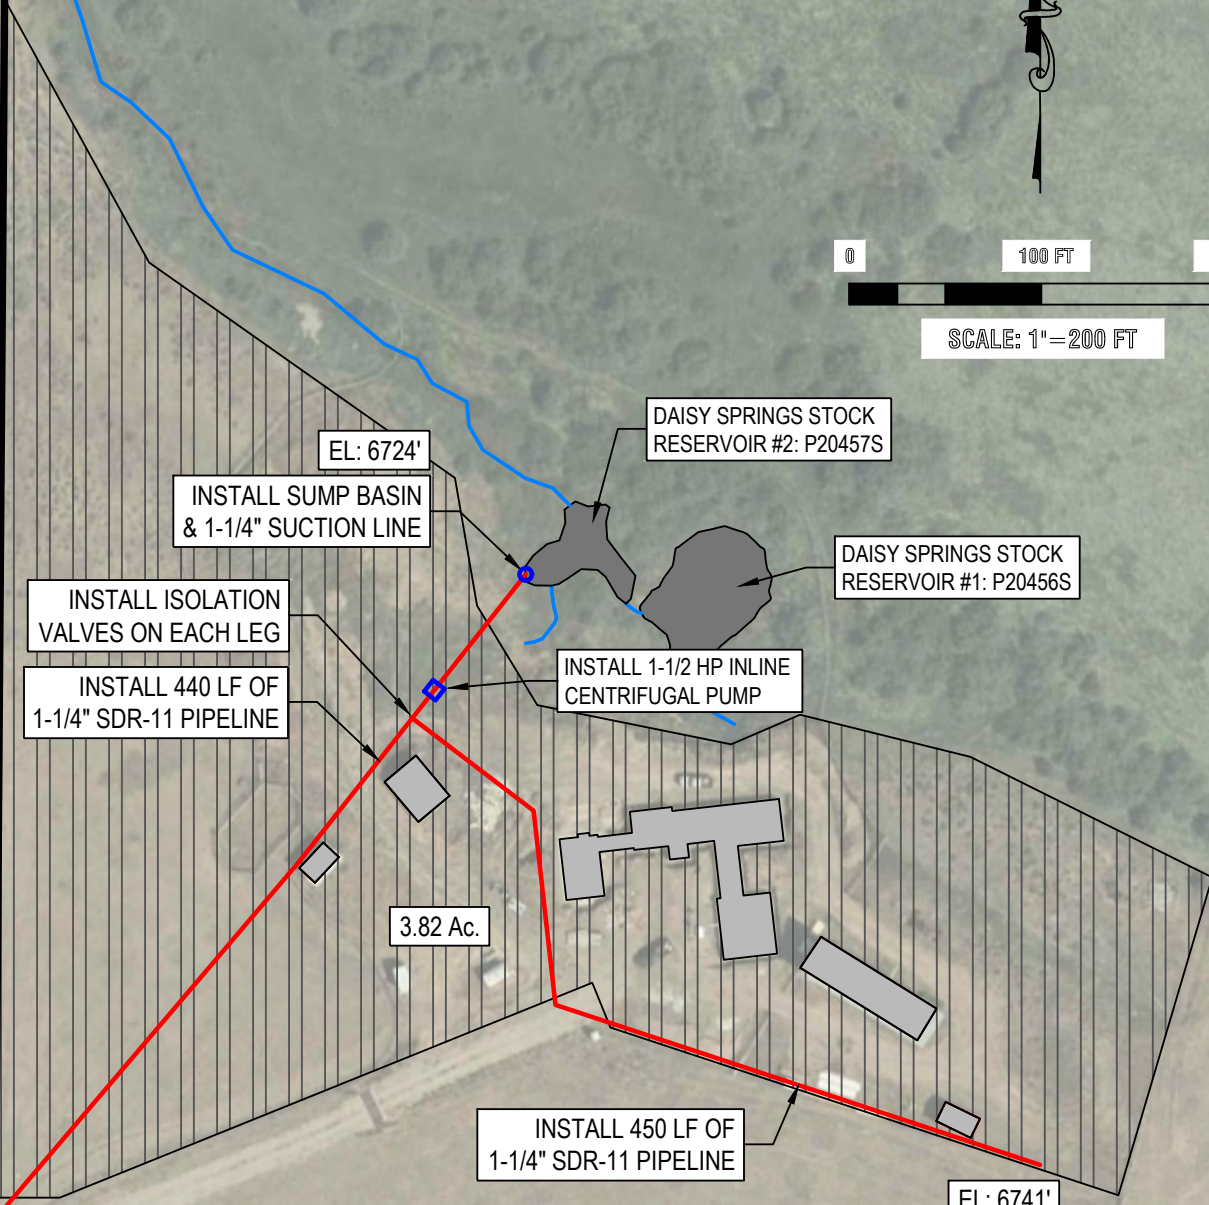 0
100 FT
SCALE: 1"=200 FT
DAISY SPRINGS STOCK
RESERVOIR #2: P20457S
EL: 6724'
INSTALL SUMP BASIN
& 1-1/4" SUCTION LINE
DAISY SPRINGS STOCK
RESERVOIR #1: P20456S
INSTALL ISOLATION
VALVES ON EACH LEG
INSTALL 1-1/2 HP INLINE
CENTRIFUGAL PUMP
INSTALL 440 LF OF
1-1/4" SDR-11 PIPELINE
3.82 Ac.
INSTALL 450 LF OF
1-1/4" SDR-11 PIPELINE
EL: 6741'